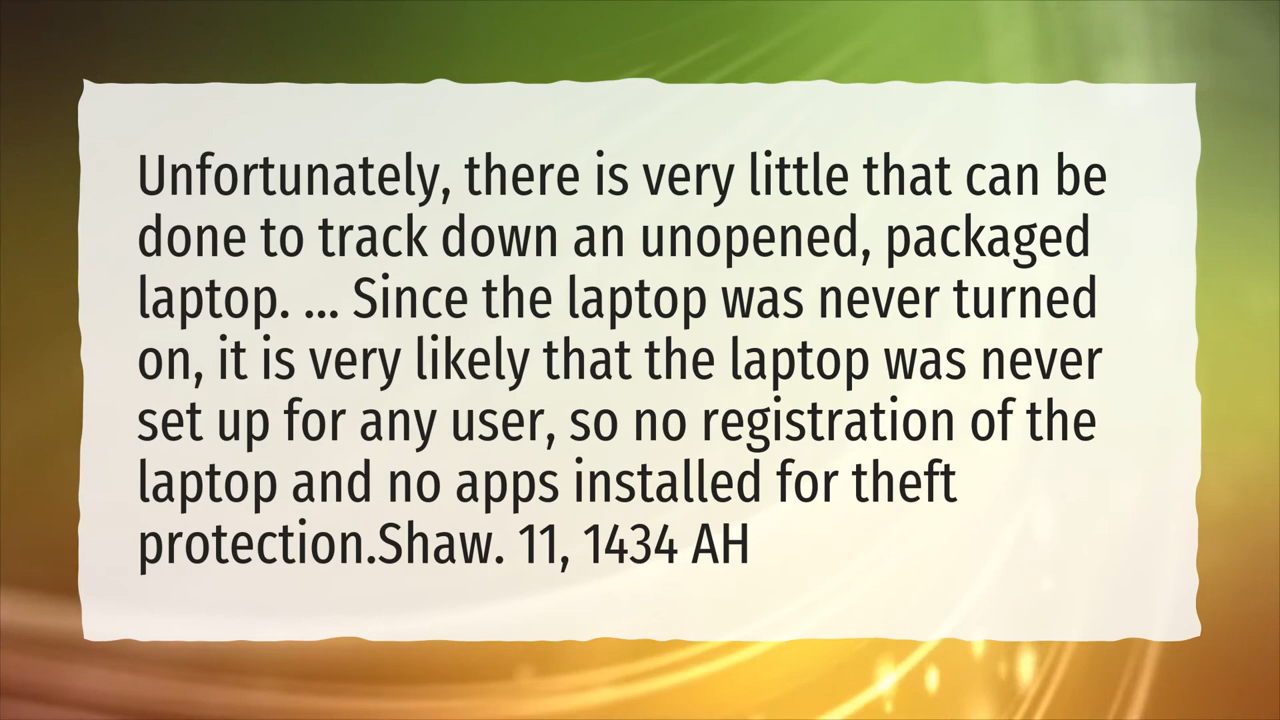 Unfortunately, there is very little that can be
done to track down an unopened, packaged
laptop. ... Since the laptop was never turned
on, it is very likely that the laptop was never
set up for any user, so no registration of the
laptop and no apps installed for theft
protection.Shaw. 11, 1434 AH